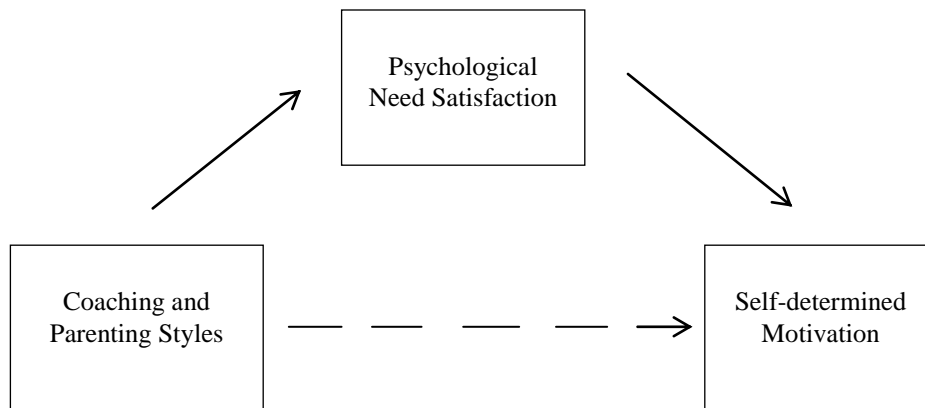 Psychological
Need Satisfaction
Coaching and
Parenting Styles
Self-determined
Motivation